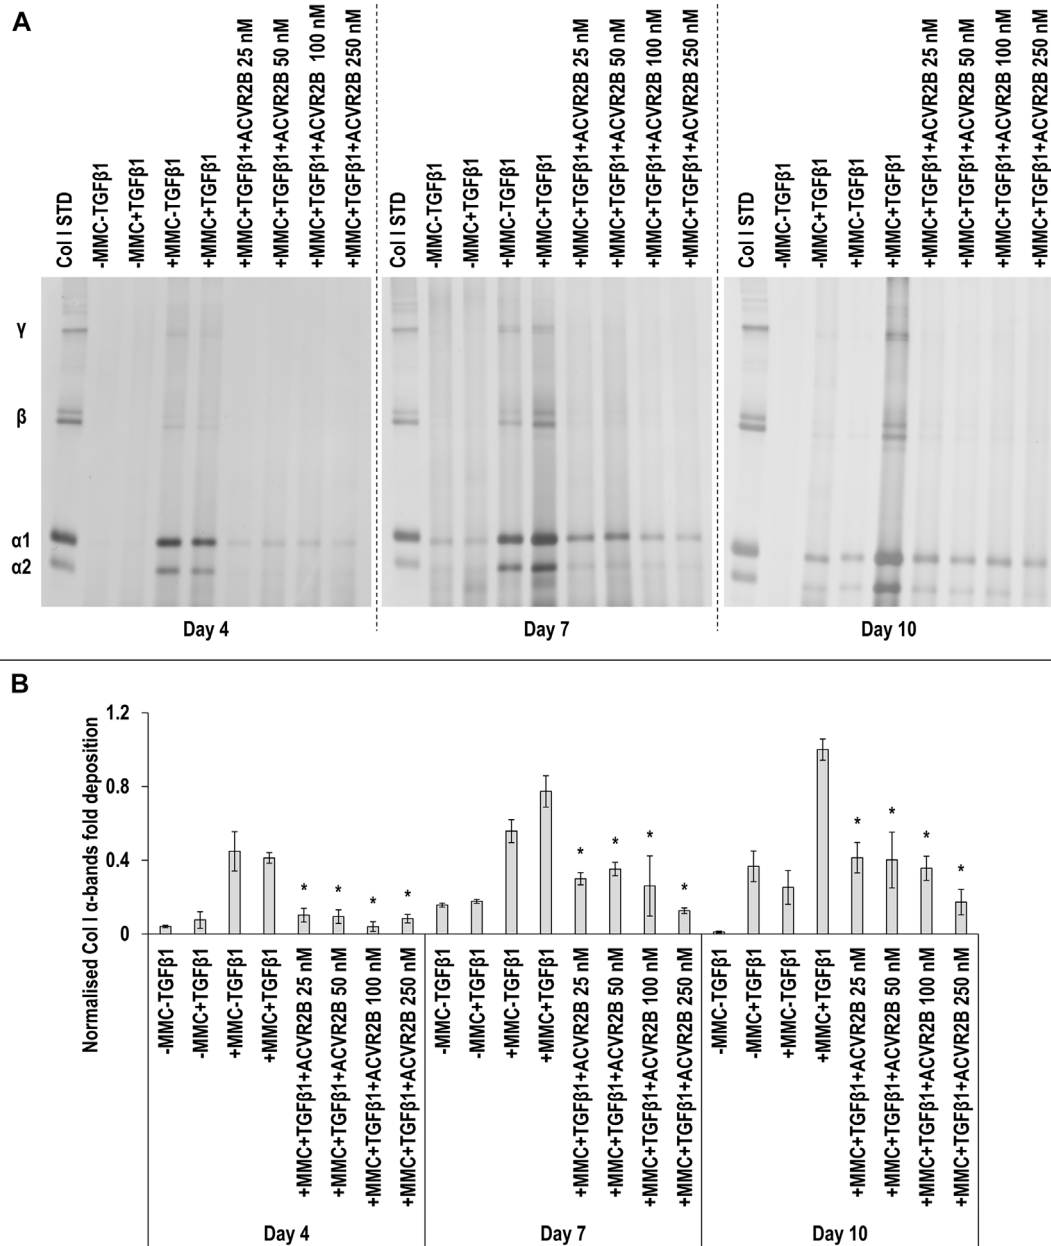 A
Col I STD
-MMC-TGFβ1
-MMC+TGFβ1
+MMC-TGFβ1
+MMC+TGFβ1
+MMC+TGFβ1+ACVR2B 25 nM
+MMC+TGFβ1+ACVR2B 50 nM
+MMC+TGFβ1+ACVR2B 100 nM
+MMC+TGFβ1+ACVR2B 250 nM
Col I STD
-MMC-TGFβ1
-MMC+TGFβ1
+MMC-TGFβ1
+MMC+TGFβ1
+MMC+TGFβ1+ACVR2B 25 nM
+MMC+TGFβ1+ACVR2B 50 nM
+MMC+TGFβ1+ACVR2B 100 nM
+MMC+TGFβ1+ACVR2B 250 nM
Col I STD
-MMC-TGFβ1
-MMC+TGFβ1
+MMC-TGFβ1
+MMC+TGFβ1
+MMC+TGFβ1+ACVR2B 25 nM
+MMC+TGFβ1+ACVR2B 50 nM
+MMC+TGFβ1+ACVR2B 100 nM
+MMC+TGFβ1+ACVR2B 250 nM
γ
β
α1
α2
Day 4
Day 7
Day 10
B
Normalised Col I α-bands fold deposition
1.2
0.8
0.4
0
* * * *
* * * *
* * * *
-MMC-TGFβ1
-MMC+TGFβ1
+MMC-TGFβ1
+MMC+TGFβ1
+MMC+TGFβ1+ACVR2B 25 nM
+MMC+TGFβ1+ACVR2B 50 nM
+MMC+TGFβ1+ACVR2B 100 nM
+MMC+TGFβ1+ACVR2B 250 nM
-MMC-TGFβ1
-MMC+TGFβ1
+MMC-TGFβ1
+MMC+TGFβ1
+MMC+TGFβ1+ACVR2B 25 nM
+MMC+TGFβ1+ACVR2B 50 nM
+MMC+TGFβ1+ACVR2B 100 nM
+MMC+TGFβ1+ACVR2B 250 nM
-MMC-TGFβ1
-MMC+TGFβ1
+MMC-TGFβ1
+MMC+TGFβ1
+MMC+TGFβ1+ACVR2B 25 nM
+MMC+TGFβ1+ACVR2B 50 nM
+MMC+TGFβ1+ACVR2B 100 nM
+MMC+TGFβ1+ACVR2B 250 nM
Day 4
Day 7
Day 10